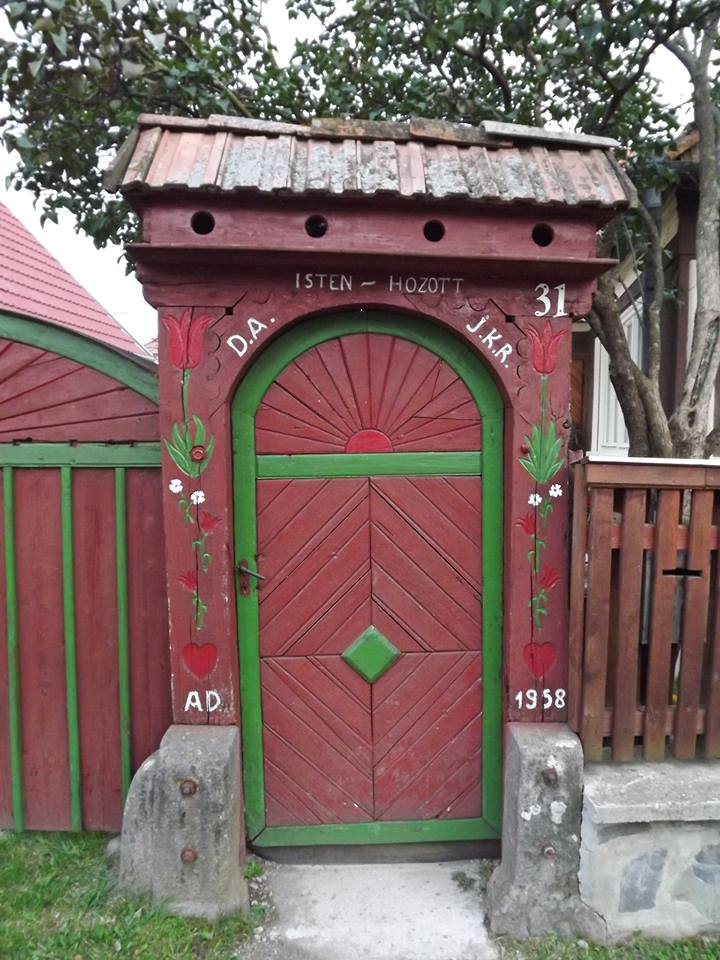 ISTEN – HOZOTT
31
D.A. J.K.R.
AD. 1958